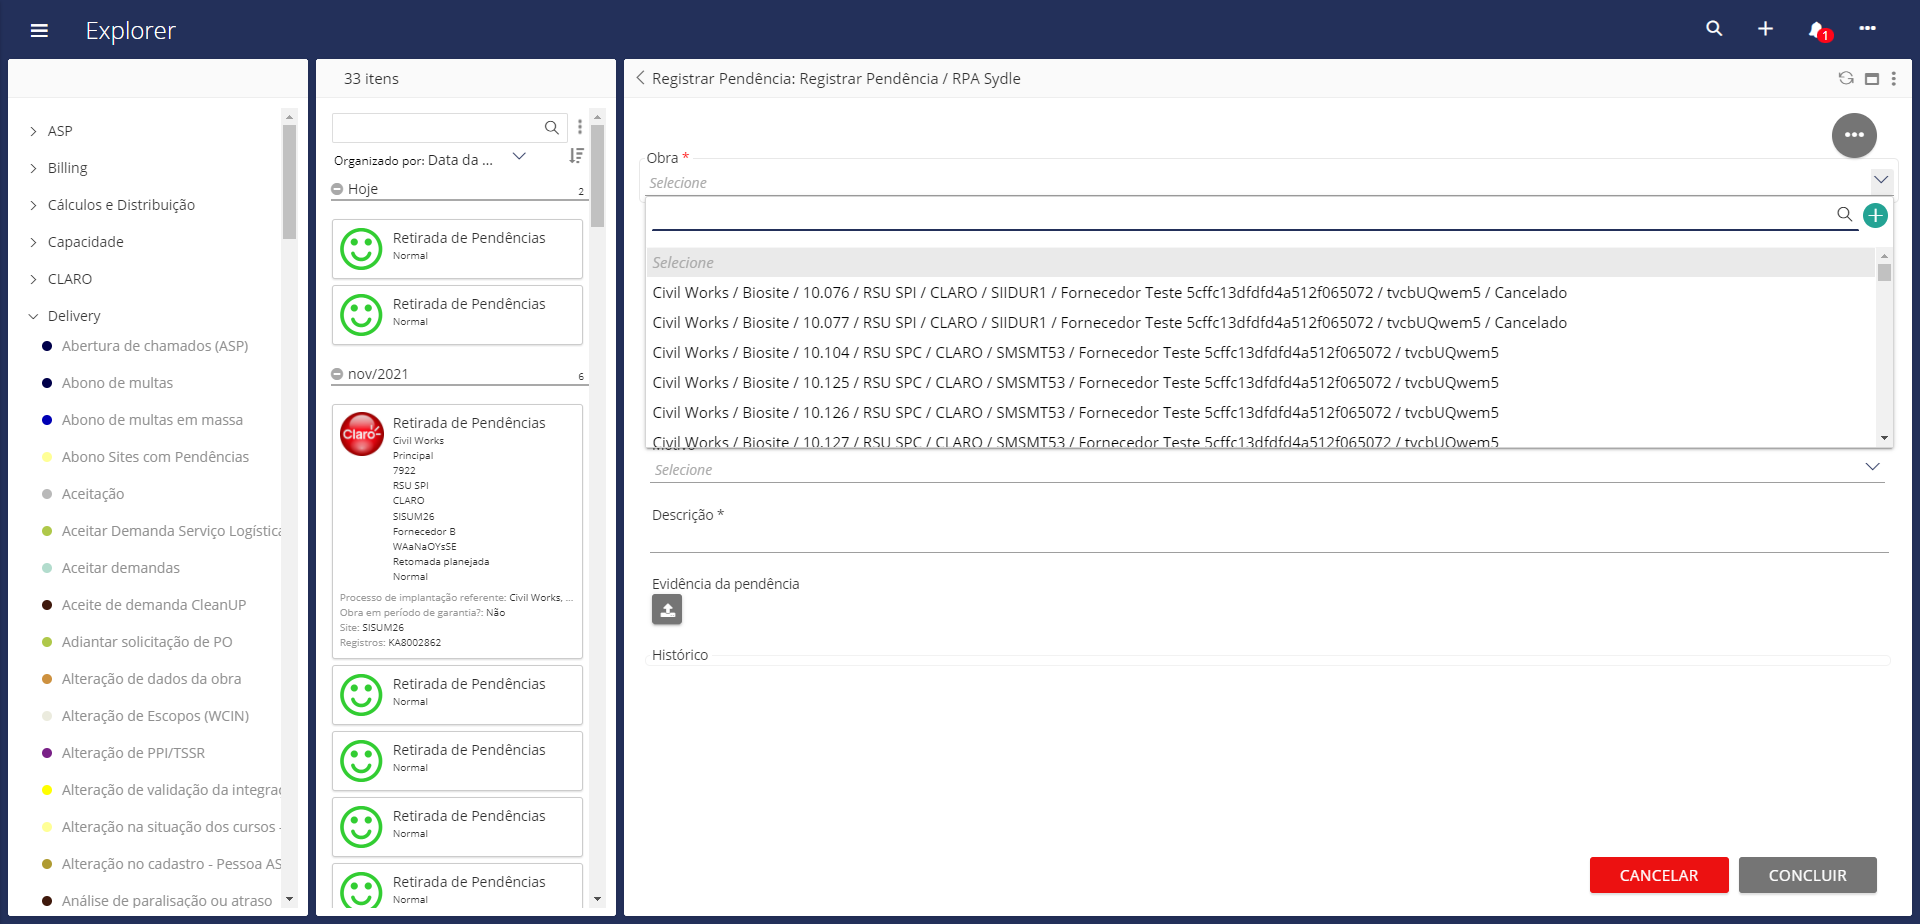 Explorer
1
ASP
Billing
Cálculos e Distribuição
Capacidade
CLARO
Delivery
Abertura de chamados (ASP)
Abono de multas
Abono de multas em massa
Abono Sites com Pendências
Aceitação
Aceitar Demanda Serviço Logística
Aceitar demandas
Aceite de demanda CleanUP
Adiantar solicitação de PO
Alteração de dados da obra
Alteração de Escopos (WCIN)
Alteração de PPI/TSSR
Alteração de validação da integra
Alteração na situação dos cursos -
Alteração no cadastro - Pessoa AS
Análise de paralisação ou atraso
33 itens
Organizado por: Data da ...
Hoje 2
Retirada de Pendências
Normal
Retirada de Pendências
Normal
nov/2021 6
Claro
Retirada de Pendências
Civil Works
Principal
7922
RSU SPI
CLARO
SISUM26
Fornecedor B
WAaNaOYsSE
Retomada planejada
Normal
Processo de implantação referente: Civil Works, ...
Obra em período de garantia?: Não
Site: SISUM26
Registros: KA8002862
Retirada de Pendências
Normal
Retirada de Pendências
Normal
Retirada de Pendências
Normal
Retirada de Pendências
Normal
Registrar Pendência: Registrar Pendência / RPA Sydle
Obra *
Selecione
Selecione
Civil Works / Biosite / 10.076 / RSU SPI / CLARO / SIIDUR1 / Fornecedor Teste 5cffc13dfdfd4a512f065072 / tvcbUQwem5 / Cancelado
Civil Works / Biosite / 10.077 / RSU SPI / CLARO / SIIDUR1 / Fornecedor Teste 5cffc13dfdfd4a512f065072 / tvcbUQwem5 / Cancelado
Civil Works / Biosite / 10.104 / RSU SPC / CLARO / SMSMT53 / Fornecedor Teste 5cffc13dfdfd4a512f065072 / tvcbUQwem5
Civil Works / Biosite / 10.125 / RSU SPC / CLARO / SMSMT53 / Fornecedor Teste 5cffc13dfdfd4a512f065072 / tvcbUQwem5
Civil Works / Biosite / 10.126 / RSU SPC / CLARO / SMSMT53 / Fornecedor Teste 5cffc13dfdfd4a512f065072 / tvcbUQwem5
Civil Works / Biosite / 10.127 / RSU SPC / CLARO / SMSMT53 / Fornecedor Teste 5cffc13dfdfd4a512f065072 / tvcbUQwem5
Motivo
Selecione
Descrição *
Evidência da pendência
Histórico
CANCELAR
CONCLUIR